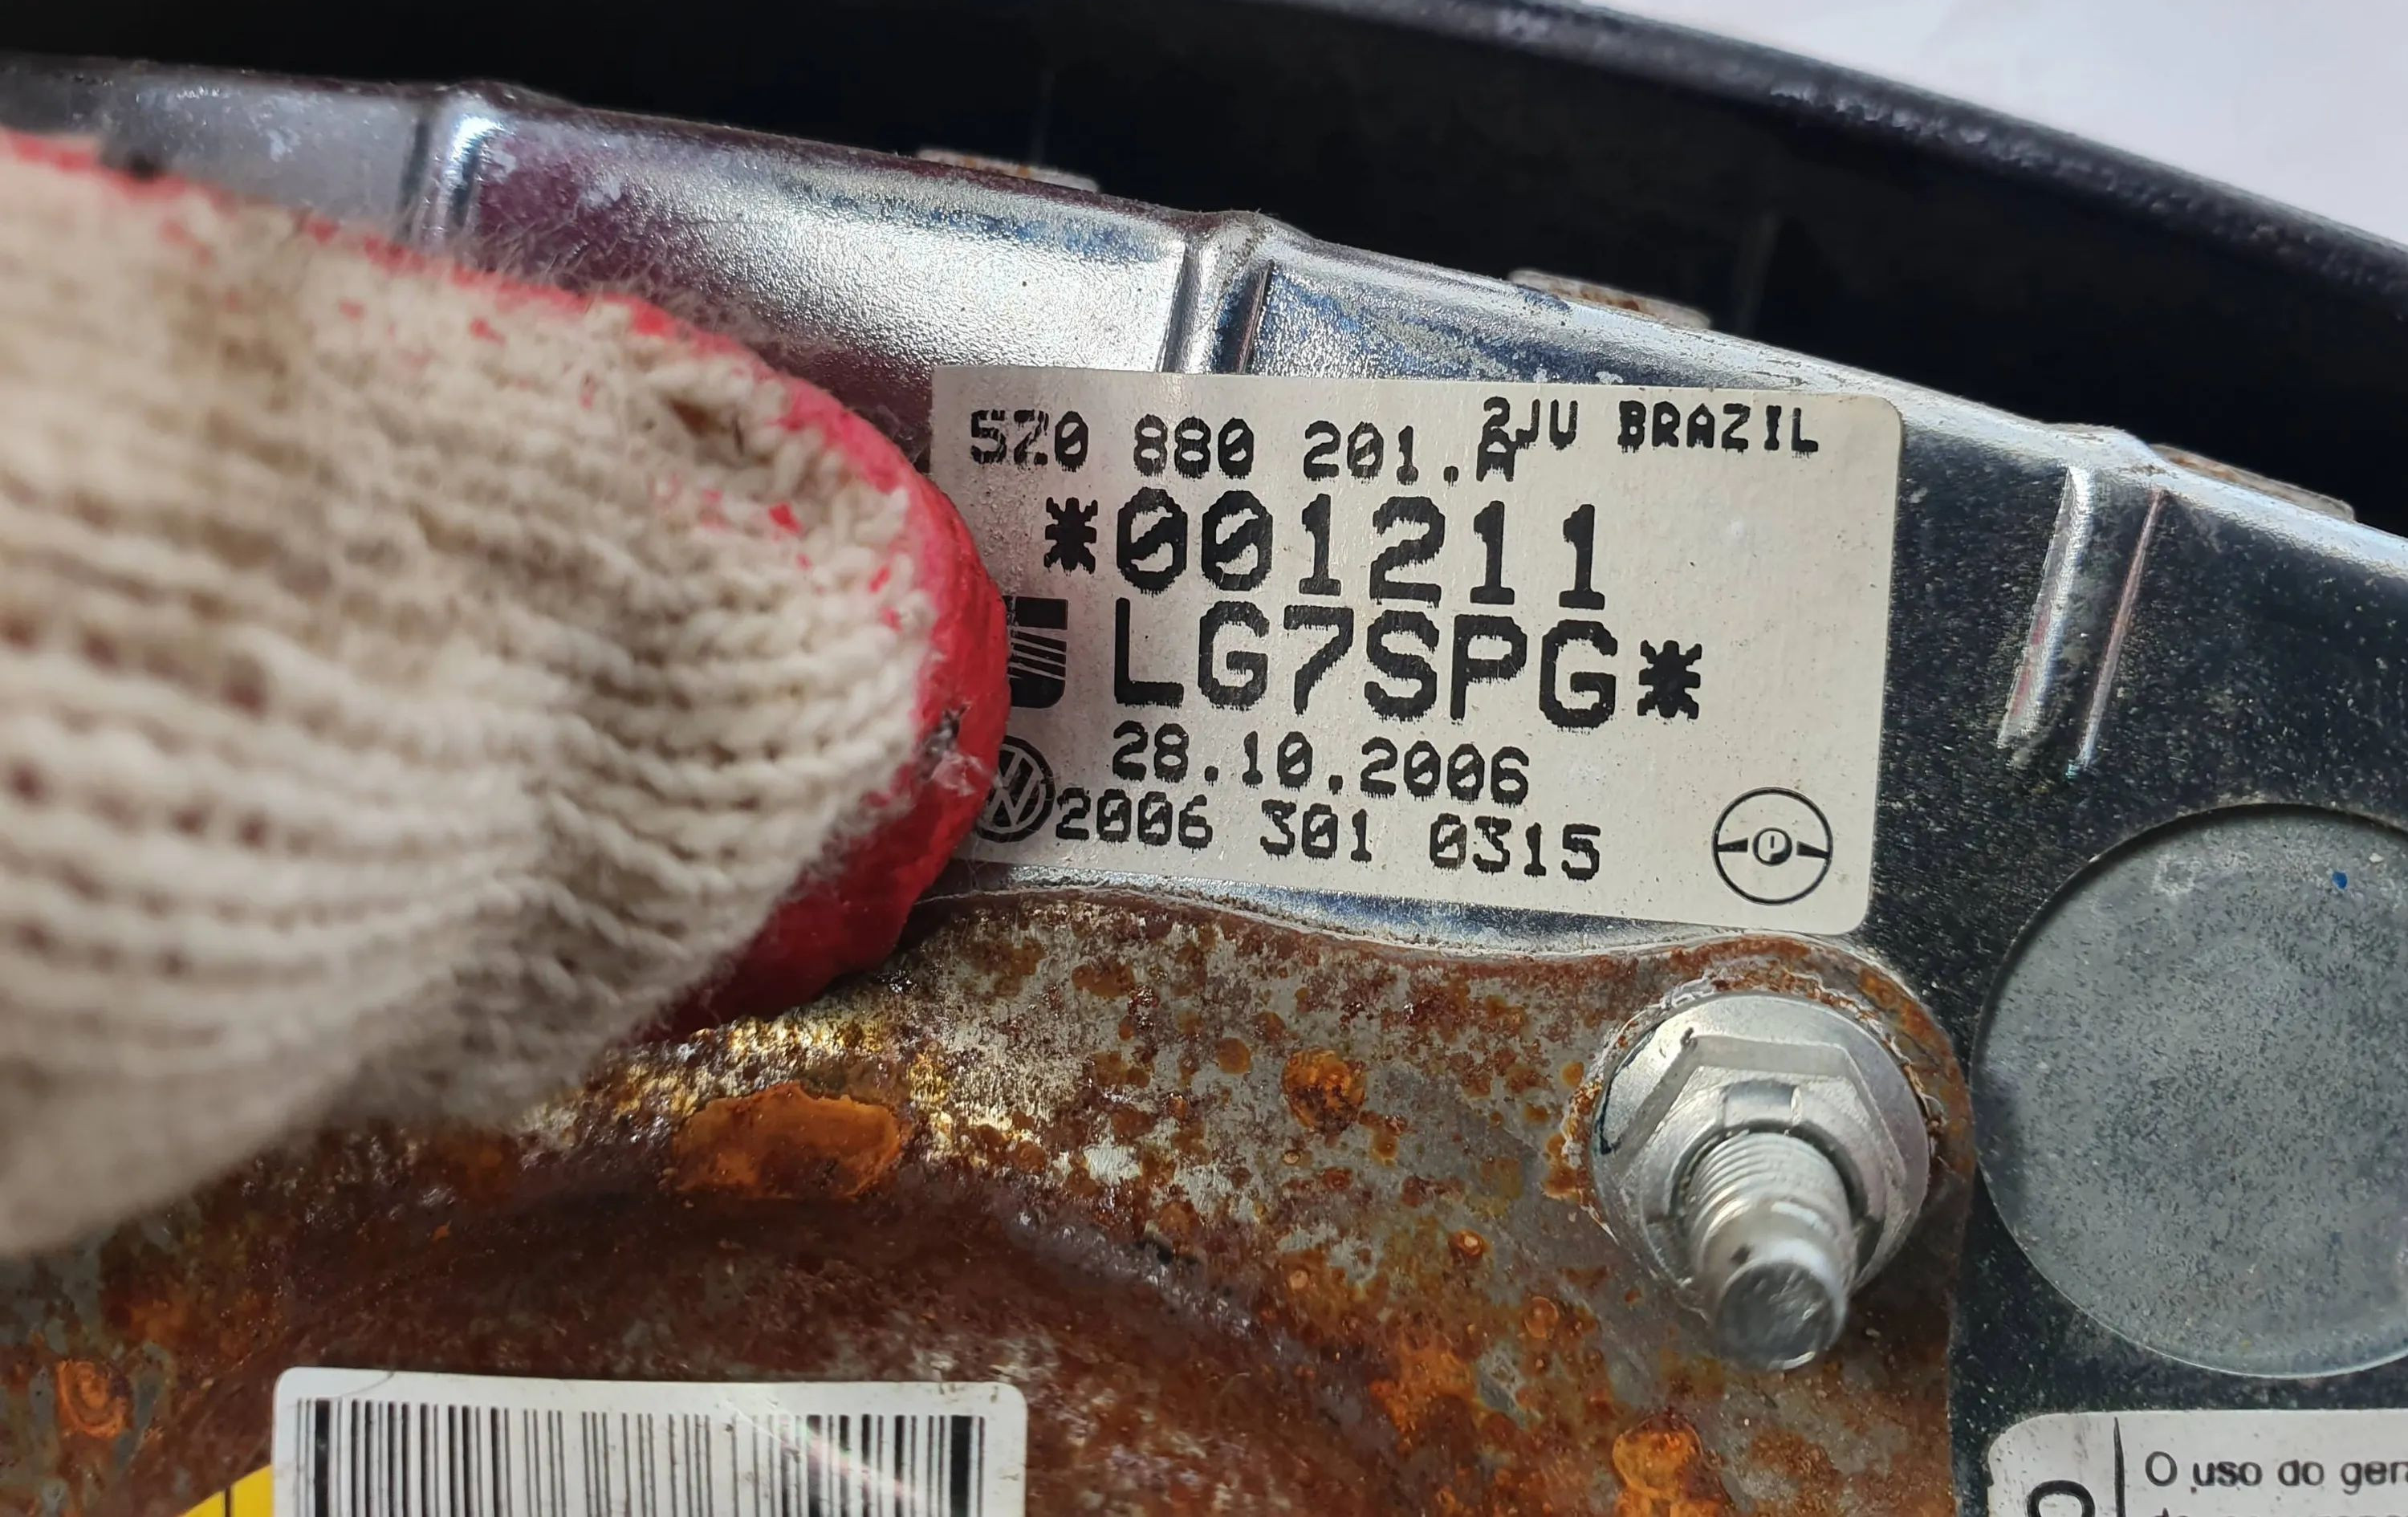 5Z0 880 201.A 2JU BRAZIL
*001211
LG7SPG*
28.10.2006
2006 301 0315
O uso do ger